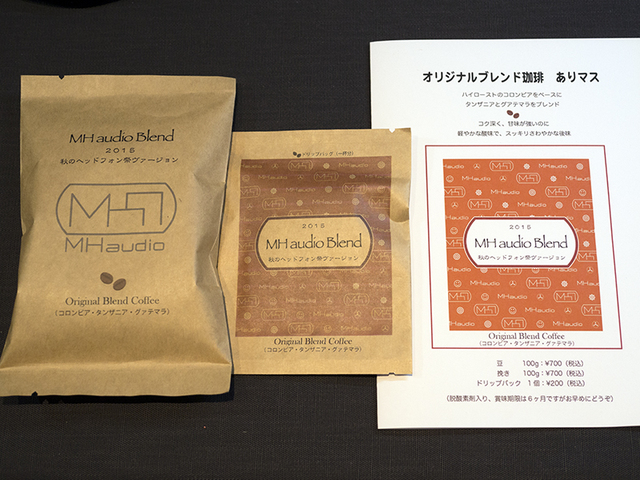 MH audio Blend
2015
秋のヘッドフォン祭ヴァージョン
MHaudio
Original Blend Coffee
(コロンビア・タンザニア・グァテマラ)
ドリップバッグ (一杯分)
2015
MH audio Blend
秋のヘッドフォン祭ヴァージョン
Original Blend Coffee
(コロンビア・タンザニア・グァテマラ)
オリジナルブレンド珈琲 ありマス
ハイローストのコロンビアをベースに
タンザニアとグァテマラをブレンド
コク深く、甘味が強いのに
軽やかな酸味で、スッキリさわやかな後味
2015
MH audio Blend
秋のヘッドフォン祭ヴァージョン
Original Blend Coffee
(コロンビア・タンザニア・グァテマラ)
豆 100g:¥700(税込)
挽き 100g:¥700(税込)
ドリップパック 1個:¥200(税込)
(脱酸素剤入り、賞味期限は6ヶ月ですがお早めにどうぞ)